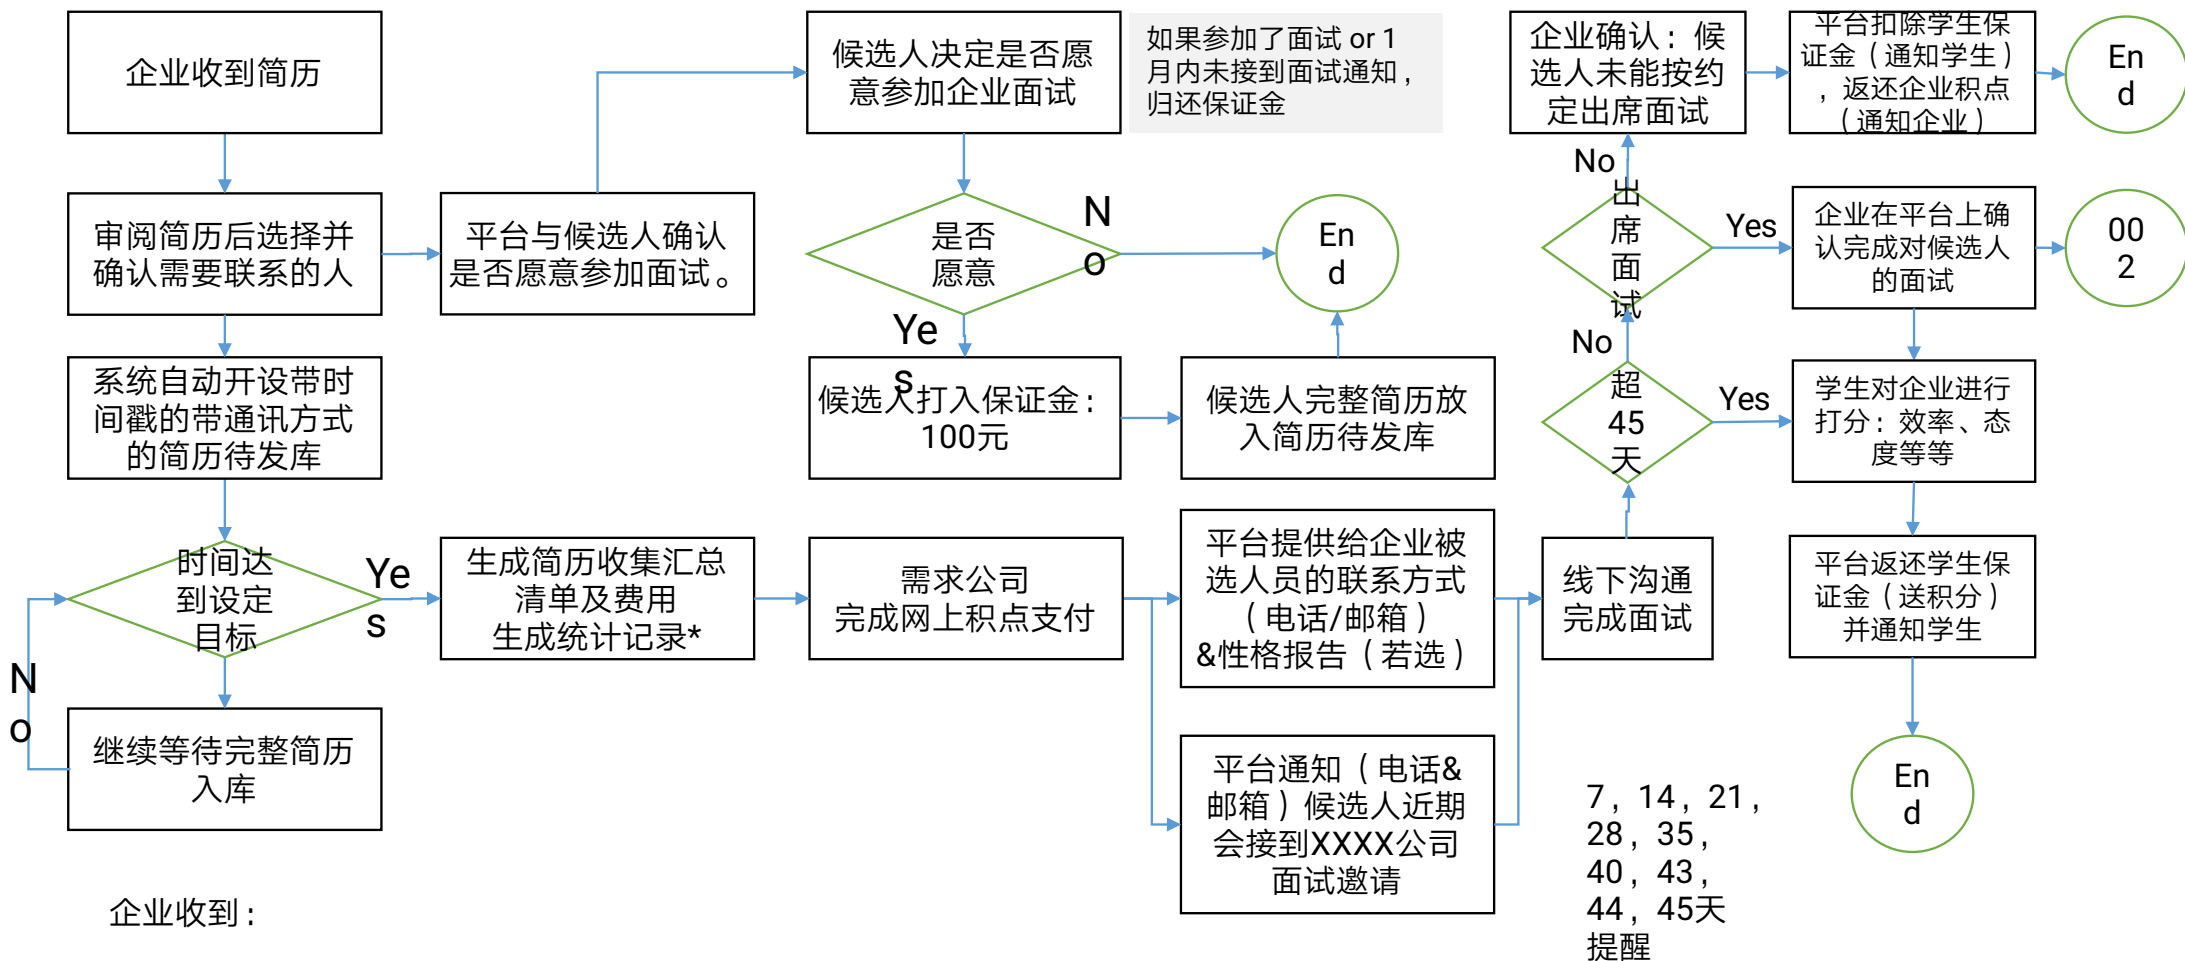 企业收到简历
候选人决定是否愿
意参加企业面试
如果参加了面试 or 1
月内未接到面试通知，
归还保证金
企业确认：候
选人未能按约
定出席面试
平台扣除学生保
证金（通知学生）
，返还企业积点
（通知企业）
En
d
审阅简历后选择并
确认需要联系的人
平台与候选人确认
是否愿意参加面试。
是否
愿意
N
o
En
d
No
出
席
面
试
Yes
企业在平台上确
认完成对候选人
的面试
00
2
Ye
s
系统自动开设带时
间戳的带通讯方式
的简历待发库
候选人打入保证金：
100元
候选人完整简历放
入简历待发库
No
超
45
天
Yes
学生对企业进行
打分：效率、态
度等等
时间达
到设定
目标
Ye
s
生成简历收集汇总
清单及费用
生成统计记录*
需求公司
完成网上积点支付
平台提供给企业被
选人员的联系方式
（电话/邮箱）
&性格报告（若选）
线下沟通
完成面试
平台返还学生保
证金（送积分）
并通知学生
N
o
继续等待完整简历
入库
平台通知（电话&
邮箱）候选人近期
会接到XXXX公司
面试邀请
7，14，21，
28，35，
40，43，
44，45天
提醒
En
d
企业收到：